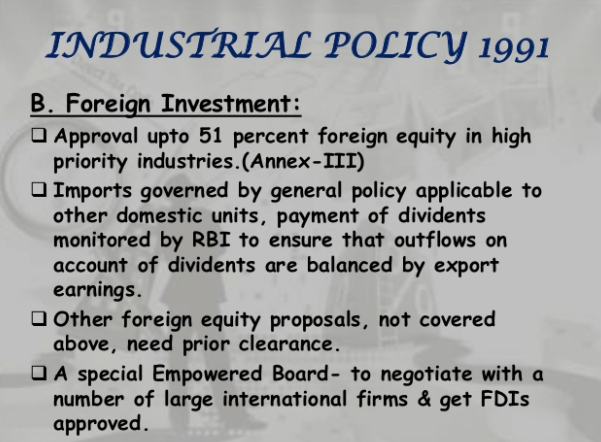 INDUSTRIAL POLICY 1991
B. Foreign Investment:
❑ Approval upto 51 percent foreign equity in high
priority industries.(Annex-III)
❑ Imports governed by general policy applicable to
other domestic units, payment of dividents
monitored by RBI to ensure that outflows on
account of dividents are balanced by export
earnings.
❑ Other foreign equity proposals, not covered
above, need prior clearance.
❑ A special Empowered Board- to negotiate with a
number of large international firms & get FDIs
approved.